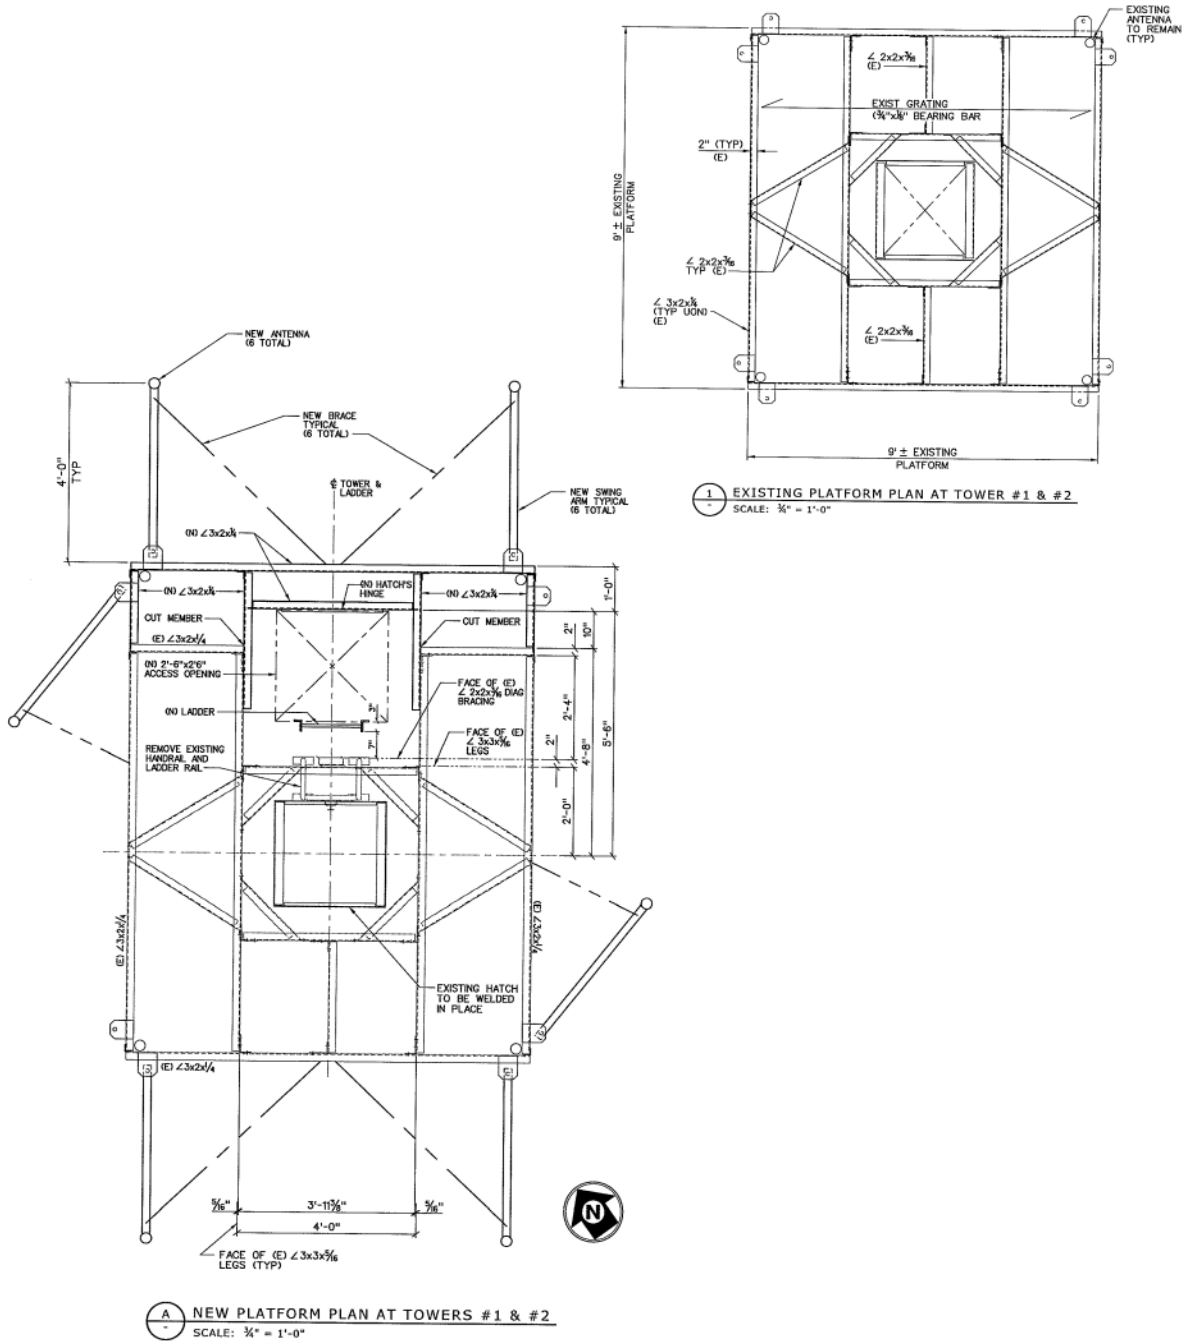 EXISTING
ANTENNA
TO REMAIN
(TYP)
∠ 2x2x3/16
(E)
EXIST GRATING
(3/4"x1/8" BEARING BAR
2" (TYP)
(E)
9' ± EXISTING
PLATFORM
∠ 2x2x3/16
TYP (E)
∠ 3x2x1/4
(TYP UON)
(E)
∠ 2x2x3/16
(E)
9' ± EXISTING
PLATFORM
1
-
EXISTING PLATFORM PLAN AT TOWER #1 & #2
SCALE: 3/4" = 1'-0"
NEW ANTENNA
(6 TOTAL)
NEW BRACE
TYPICAL
(6 TOTAL)
4'-0"
TYP
℄ TOWER &
LADDER
NEW SWING
ARM TYPICAL
(6 TOTAL)
(N) ∠3x2x1/4
(N) HATCH'S
HINGE
(N) ∠3x2x1/4
(N) ∠3x2x1/4
1'-0"
CUT MEMBER
CUT MEMBER
2"
10"
(E) ∠3x2x1/4
(N) 2'-6"x2'6"
ACCESS OPENING
FACE OF (E)
∠ 2x2x3/16 DIAG
BRACING
(N) LADDER
3"
2'-4"
FACE OF (E)
∠ 3x3x5/16
LEGS
REMOVE EXISTING
HANDRAIL AND
LADDER RAIL
7"
2"
4'-8"
5'-6"
2'-0"
(E) ∠3x2x1/4
(E) ∠3x2x1/4
EXISTING HATCH
TO BE WELDED
IN PLACE
(E) ∠3x2x1/4
5/16"
3'-11 3/8"
5/16"
4'-0"
N
FACE OF (E) ∠3x3x5/16
LEGS (TYP)
A
-
NEW PLATFORM PLAN AT TOWERS #1 & #2
SCALE: 3/4" = 1'-0"